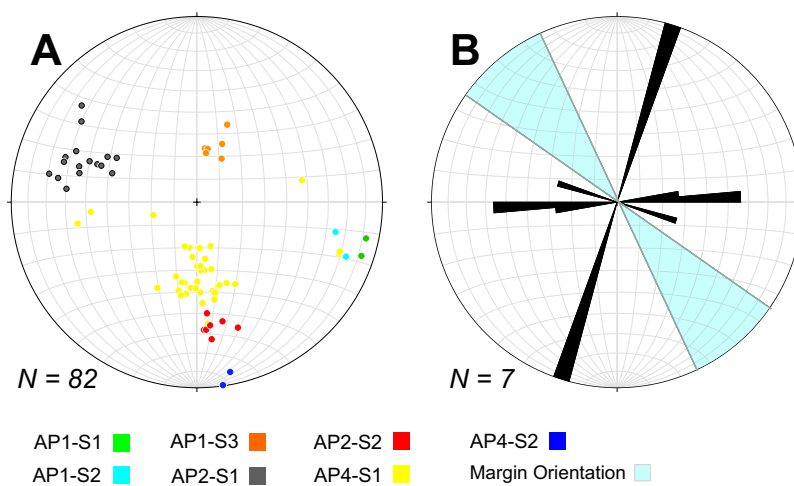 A
B
N = 82
N = 7
AP1-S1 AP1-S3 AP2-S2 AP4-S2
AP1-S2 AP2-S1 AP4-S1 Margin Orientation